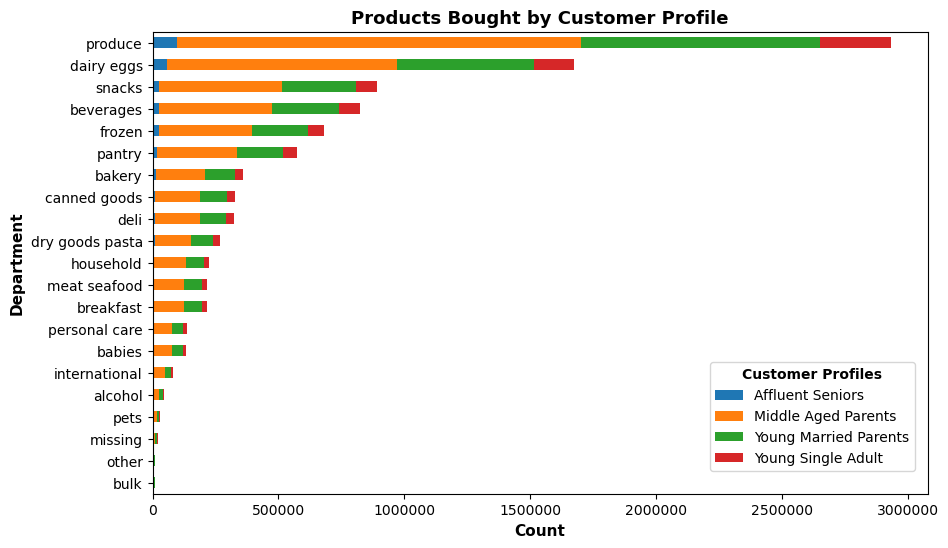 Products Bought by Customer Profile
Department
produce
dairy eggs
snacks
beverages
frozen
pantry
bakery
canned goods
deli
dry goods pasta
household
meat seafood
breakfast
personal care
babies
international
alcohol
pets
missing
other
bulk
Customer Profiles
Affluent Seniors
Middle Aged Parents
Young Married Parents
Young Single Adult
0 500000 1000000 1500000 2000000 2500000 3000000
Count